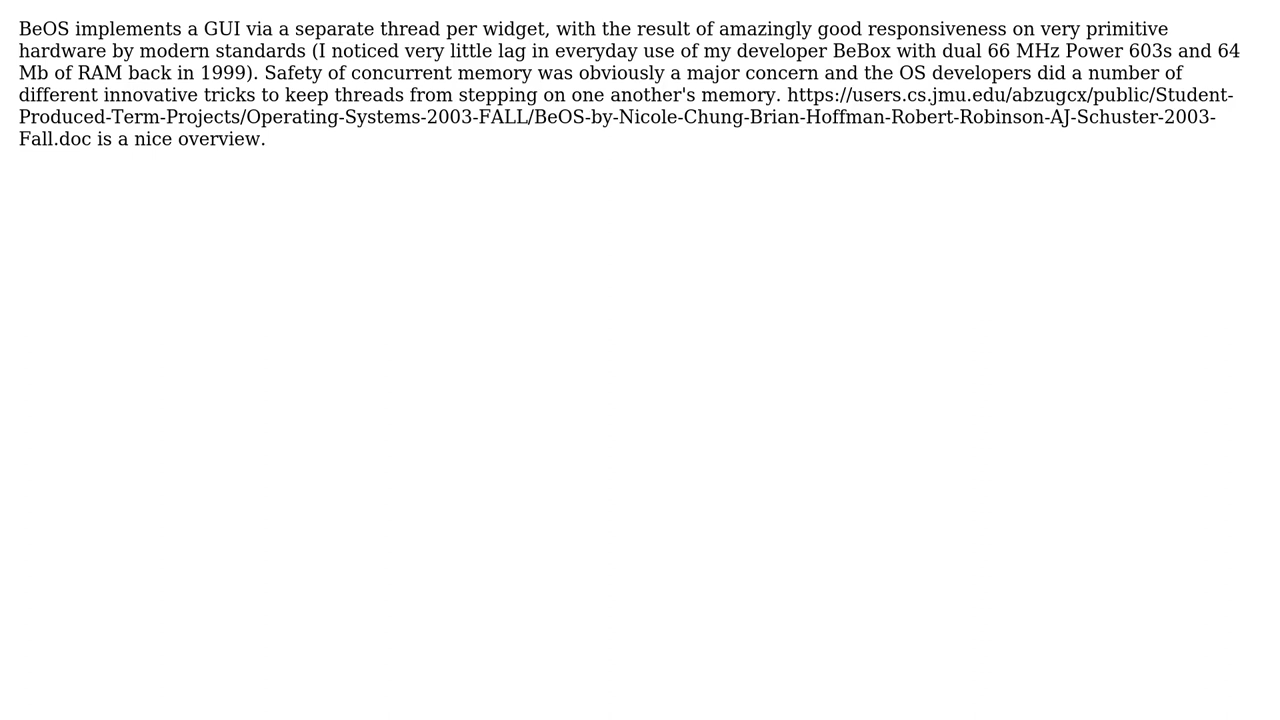 BeOS implements a GUI via a separate thread per widget, with the result of amazingly good responsiveness on very primitive
hardware by modern standards (I noticed very little lag in everyday use of my developer BeBox with dual 66 MHz Power 603s and 64
Mb of RAM back in 1999). Safety of concurrent memory was obviously a major concern and the OS developers did a number of
different innovative tricks to keep threads from stepping on one another's memory. https://users.cs.jmu.edu/abzugcx/public/Student-
Produced-Term-Projects/Operating-Systems-2003-FALL/BeOS-by-Nicole-Chung-Brian-Hoffman-Robert-Robinson-AJ-Schuster-2003-
Fall.doc is a nice overview.